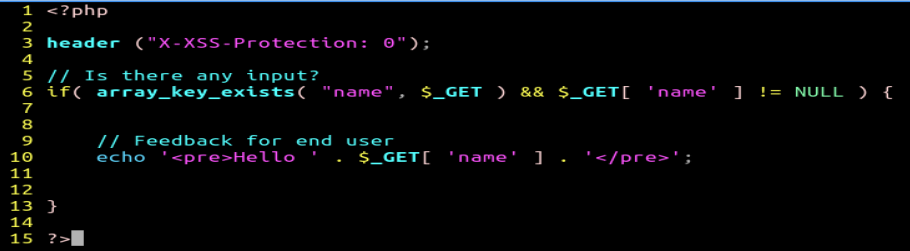 1 <?php
2
3 header ("X-XSS-Protection: 0");
4
5 // Is there any input?
6 if( array_key_exists( "name", $_GET ) && $_GET[ 'name' ] != NULL ) {
7
8
9     // Feedback for end user
10     echo '<pre>Hello ' . $_GET[ 'name' ] . '</pre>';
11
12
13 }
14
15 ?>